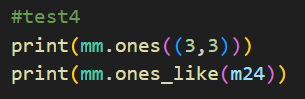 #test4
print(mm.ones((3,3)))
print(mm.ones_like(m24))